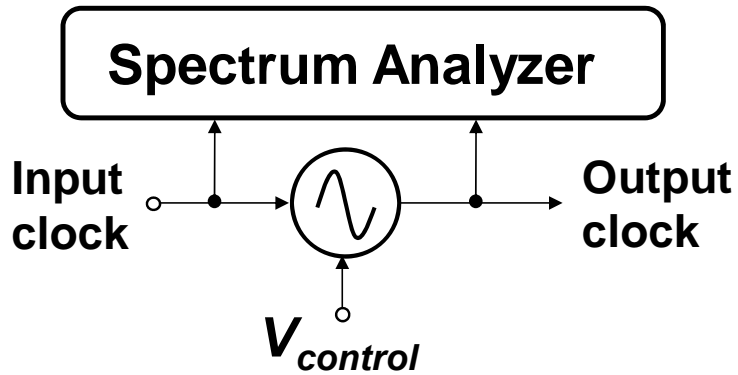 Spectrum Analyzer
Input
clock
Output
clock
Vcontrol